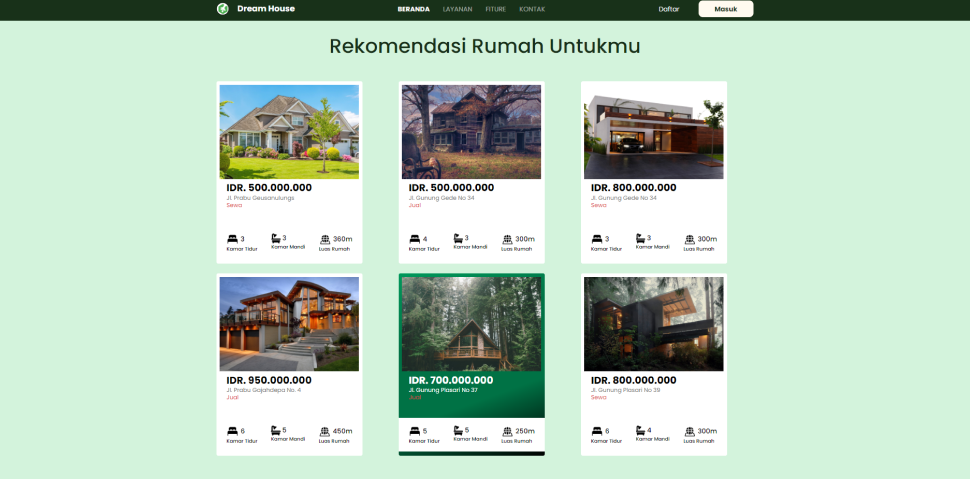 Dream House
BERANDA LAYANAN FITURE KONTAK
Daftar Masuk
Rekomendasi Rumah Untukmu
IDR. 500.000.000
Jl. Prabu Geusanulungs
Sewa
3 3 360m
Kamar Tidur Kamar Mandi Luas Rumah
IDR. 500.000.000
Jl. Gunung Gede No 34
Jual
4 3 300m
Kamar Tidur Kamar Mandi Luas Rumah
IDR. 800.000.000
Jl. Gunung Gede No 34
Sewa
3 3 300m
Kamar Tidur Kamar Mandi Luas Rumah
IDR. 950.000.000
Jl. Prabu Gajahdepa No. 4
Jual
6 5 450m
Kamar Tidur Kamar Mandi Luas Rumah
IDR. 700.000.000
Jl. Gunung Plasari No 37
Jual
5 5 250m
Kamar Tidur Kamar Mandi Luas Rumah
IDR. 800.000.000
Jl. Gunung Plasari No 39
Sewa
6 4 300m
Kamar Tidur Kamar Mandi Luas Rumah